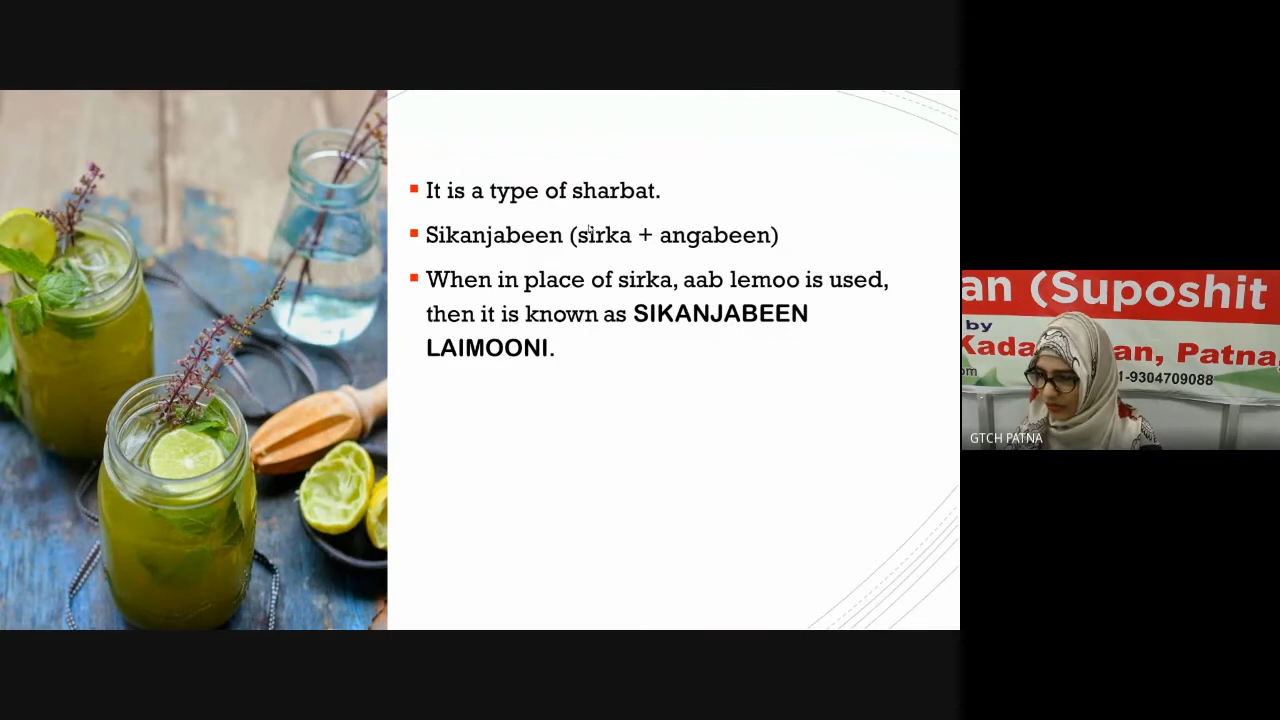 It is a type of sharbat.
Sikanjabeen (sirka + angabeen)
When in place of sirka, aab lemoo is used,
then it is known as SIKANJABEEN
LAIMOONI.
an (Suposhit
by
Kada an, Patna,
om 1-9304709088
GTCH PATNA